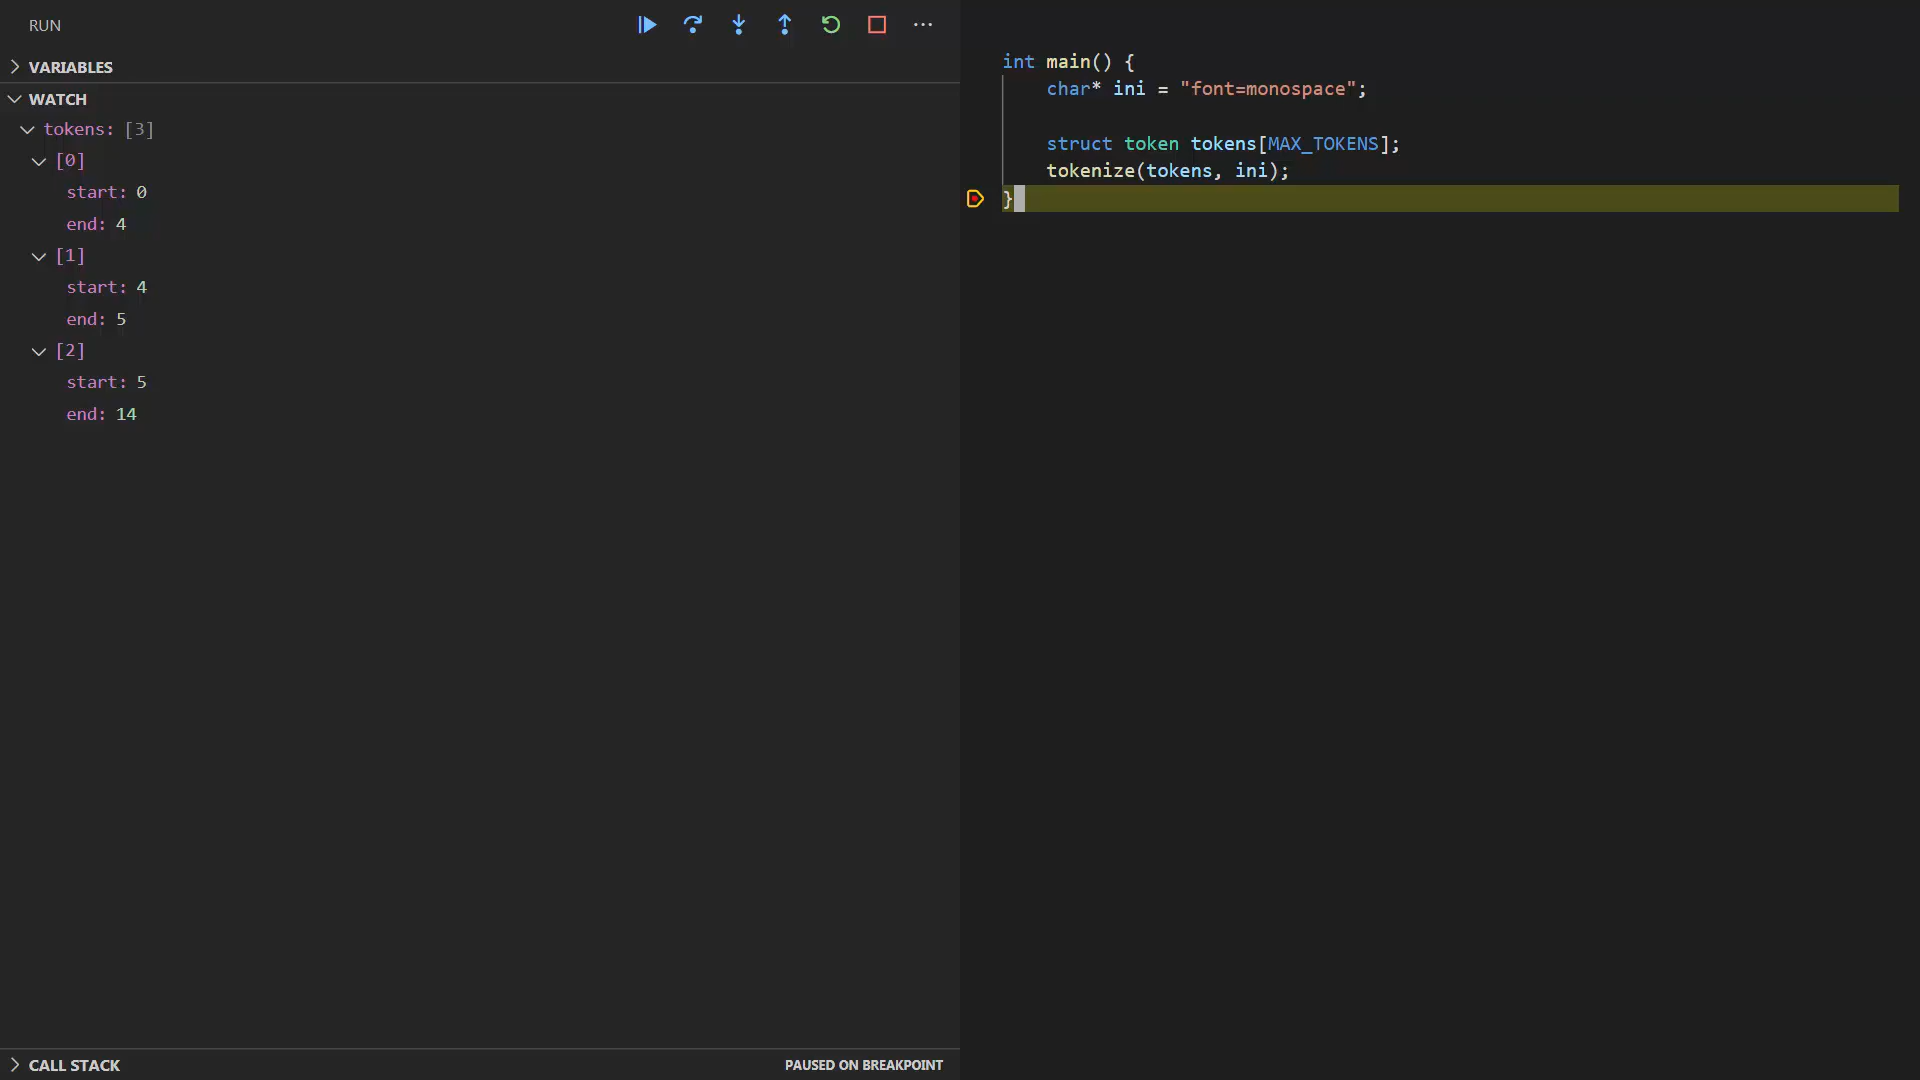 RUN
VARIABLES
WATCH
tokens: [3]
[0]
start: 0
end: 4
[1]
start: 4
end: 5
[2]
start: 5
end: 14
CALL STACK
PAUSED ON BREAKPOINT
int main() {
char* ini = "font=monospace";
struct token tokens[MAX_TOKENS];
tokenize(tokens, ini);
}